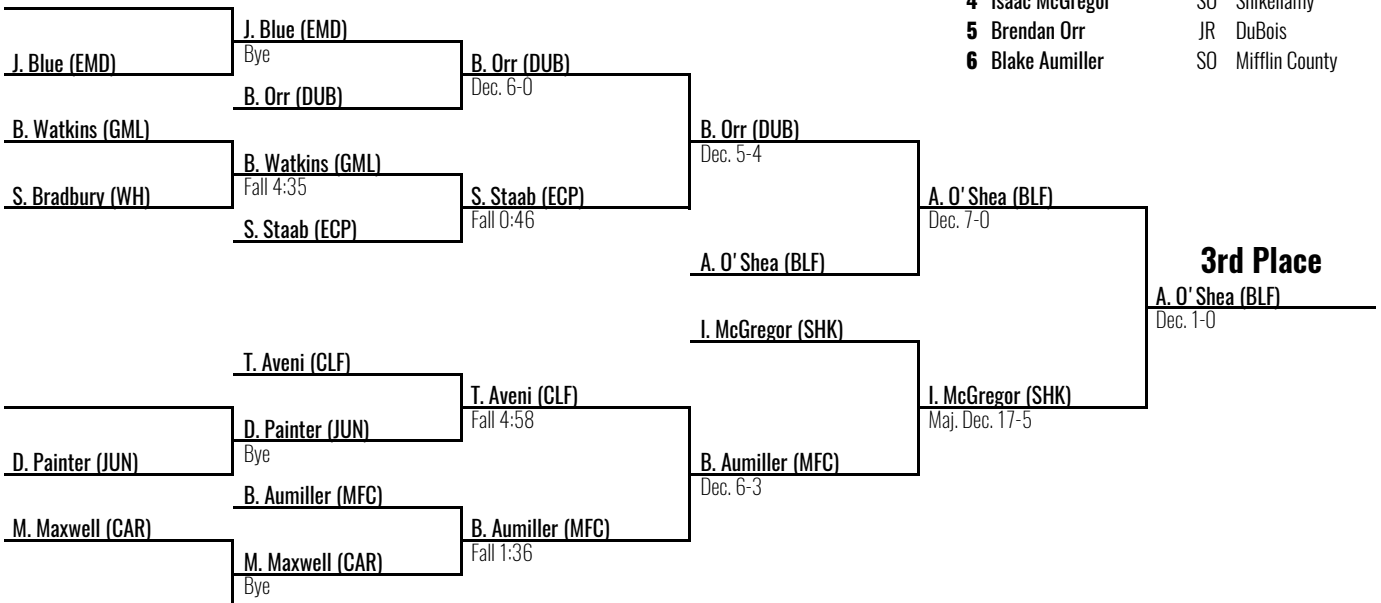 4 Isaac McGregor SO Shikellamy
5 Brendan Orr JR DuBois
6 Blake Aumiller SO Mifflin County
J. Blue (EMD)
J. Blue (EMD)
Bye
B. Orr (DUB)
B. Orr (DUB)
Dec. 6-0
B. Watkins (GML)
S. Bradbury (WH)
B. Watkins (GML)
Fall 4:35
S. Staab (ECP)
S. Staab (ECP)
Fall 0:46
B. Orr (DUB)
Dec. 5-4
A. O'Shea (BLF)
A. O'Shea (BLF)
Dec. 7-0
3rd Place
A. O'Shea (BLF)
Dec. 1-0
I. McGregor (SHK)
I. McGregor (SHK)
Maj. Dec. 17-5
T. Aveni (CLF)
T. Aveni (CLF)
Fall 4:58
D. Painter (JUN)
Bye
D. Painter (JUN)
B. Aumiller (MFC)
Dec. 6-3
B. Aumiller (MFC)
B. Aumiller (MFC)
Fall 1:36
M. Maxwell (CAR)
M. Maxwell (CAR)
Bye